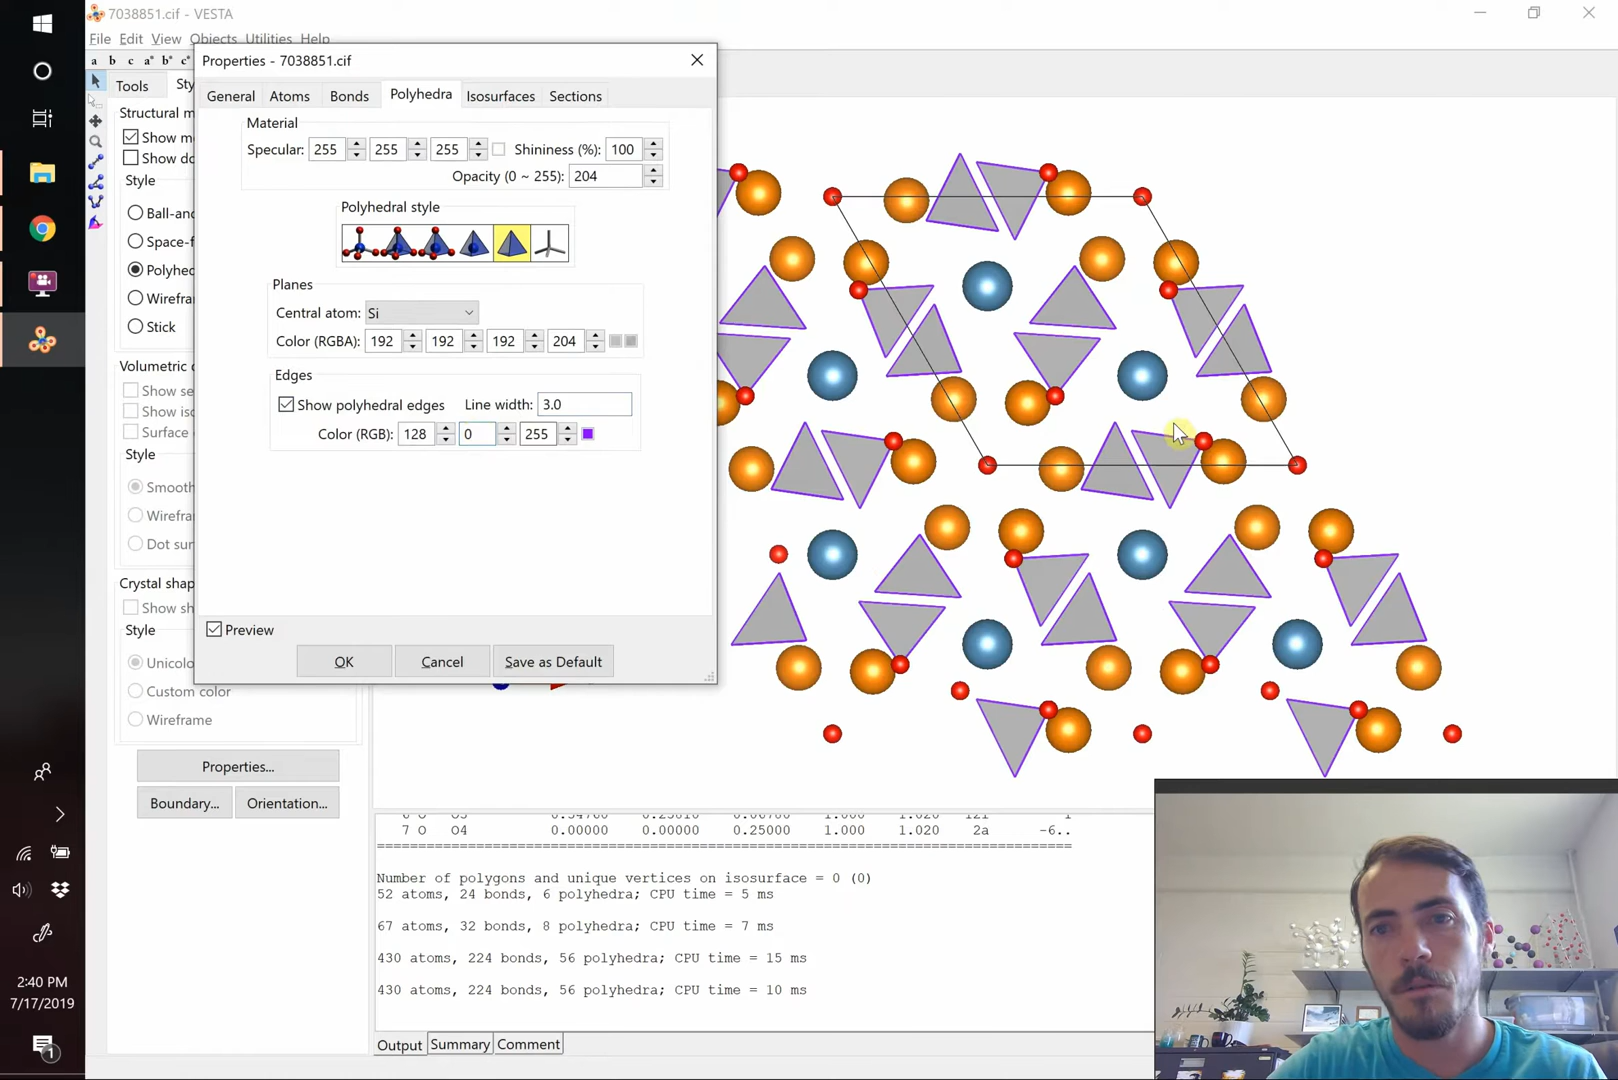 7038851.cif - VESTA
File Edit View Objects Utilities Help
a b c a* b* c*
Tools
Structural m
Show
Show do
Style
Ball-an
Space-f
Polyhe
Wirefra
Stick
Volumetric
Show se
Show iso
Surface
Style
Smoo
Wirefr
Dot sur
Crystal shap
Show sh
Style
Unicolo
Custom color
Wireframe
Properties...
Boundary... Orientation...
Properties - 7038851.cif
General Atoms Bonds Polyhedra Isosurfaces Sections
Material
Specular: 255 255 255 Shininess (%): 100
Opacity (0 ~ 255): 204
Polyhedral style
Planes
Central atom: Si
Color (RGBA): 192 192 192 204
Edges
Show polyhedral edges Line width: 3.0
Color (RGB): 128 0 255
Preview
OK Cancel Save as Default
7 O O4 0.00000 0.00000 0.25000 1.000 1.020 2a -6..
==========================================================================================
Number of polygons and unique vertices on isosurface = 0 (0)
52 atoms, 24 bonds, 6 polyhedra; CPU time = 5 ms
67 atoms, 32 bonds, 8 polyhedra; CPU time = 7 ms
430 atoms, 224 bonds, 56 polyhedra; CPU time = 15 ms
430 atoms, 224 bonds, 56 polyhedra; CPU time = 10 ms
Output Summary Comment
2:40 PM
7/17/2019
1